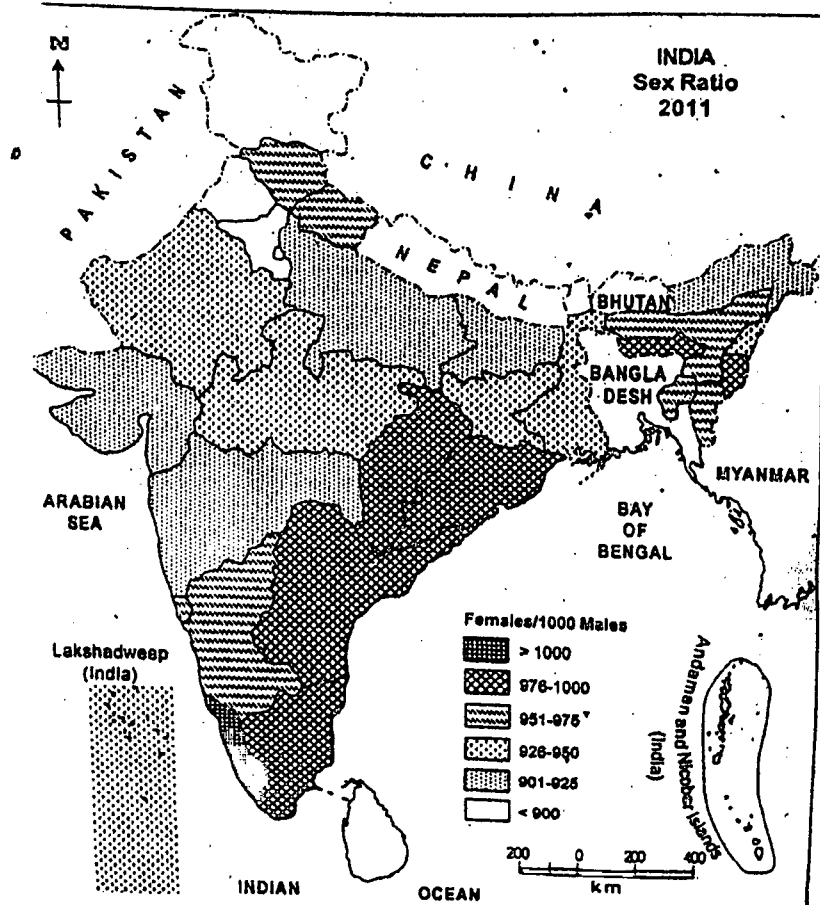 N
INDIA
Sex Ratio
2011
PAKISTAN
CHINA
NEPAL
BHUTAN
BANGLA
DESH
MYANMAR
ARABIAN
SEA
BAY
OF
BENGAL
Lakshadweep
(India)
Females/1000 Males
> 1000
976-1000
951-975
926-950
901-925
< 900
Andaman and Nicober Islands
(India)
200 0 200 400
km
INDIAN OCEAN